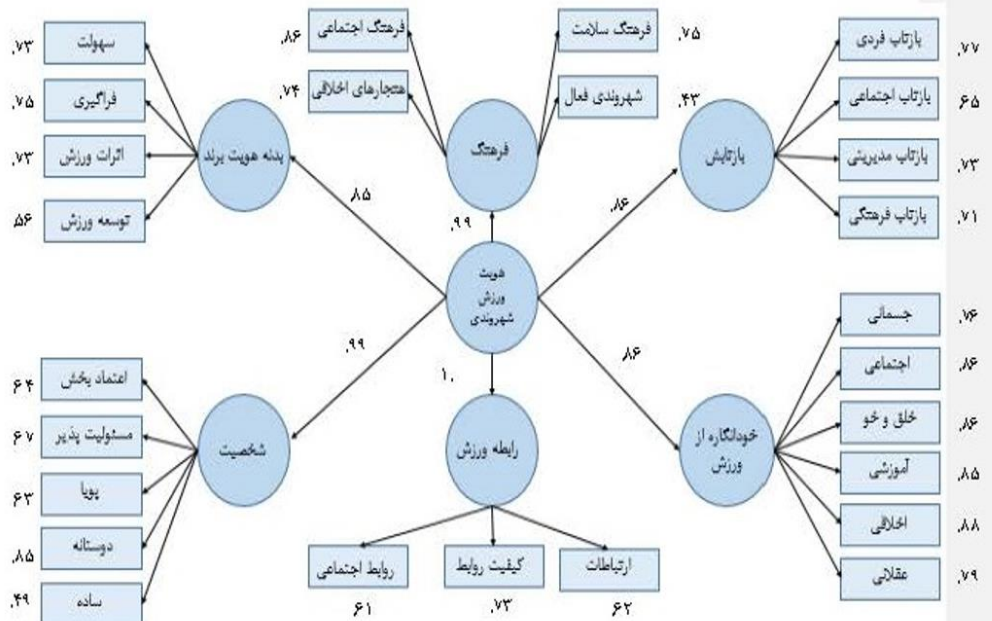 فرهنگ اجتماعی
.۸۶
هنجارهای اخلاقی
.۷۴
فرهنگ سلامت
.۷۵
شهروندی فعال
.۴۳
فرهنگ
.۹۹
بازتاب فردی
.۷۷
بازتاب اجتماعی
.۶۵
بازتاب مدیریتی
.۷۳
بازتاب فرهنگی
.۷۱
بازتابش
.۸۶
سهولت
.۷۳
فراگیری
.۷۵
اثرات ورزش
.۷۳
توسعه ورزش
.۵۶
بدنه هویت برند
.۸۵
هویت
ورزش
شهروندی
جسمانی
.۷۶
اجتماعی
.۸۶
خلق و خو
.۸۶
آموزشی
.۸۵
اخلاقی
.۸۸
عقلانی
.۷۹
خودانگاره از
ورزش
.۸۶
رابطه ورزش
۱.
ارتباطات
۶۲
کیفیت روابط
.۷۳
روابط اجتماعی
۶۱
شخصیت
.۹۹
اعتماد بخش
۶۴
مسئولیت پذیر
۶۷
پویا
۶۳
دوستانه
.۸۵
ساده
.۴۹